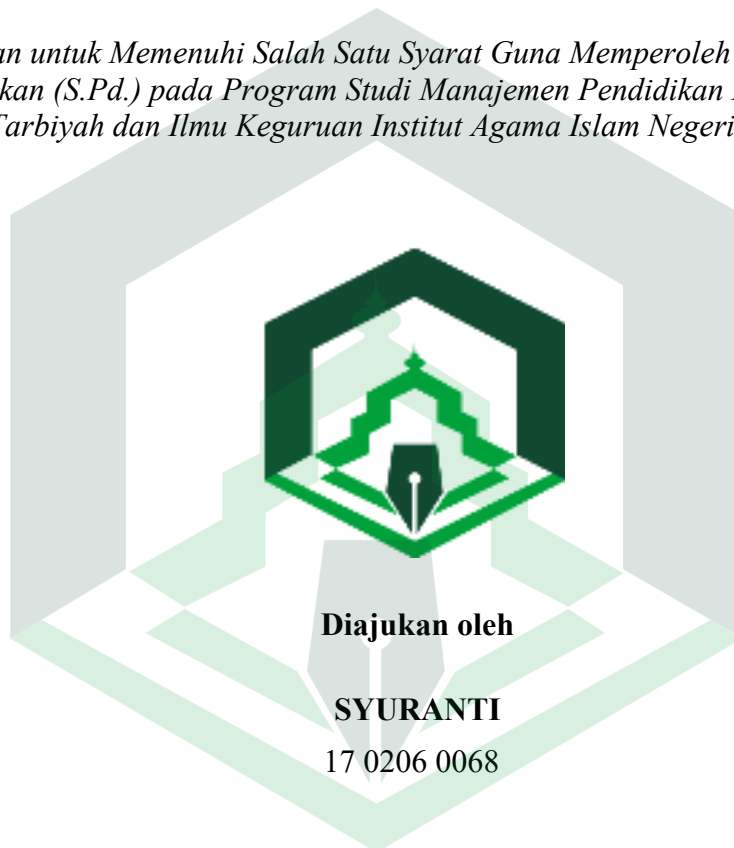 an untuk Memenuhi Salah Satu Syarat Guna Memperoleh
kan (S.Pd.) pada Program Studi Manajemen Pendidikan
Tarbiyah dan Ilmu Keguruan Institut Agama Islam Negeri
Diajukan oleh
SYURANTI
17 0206 0068